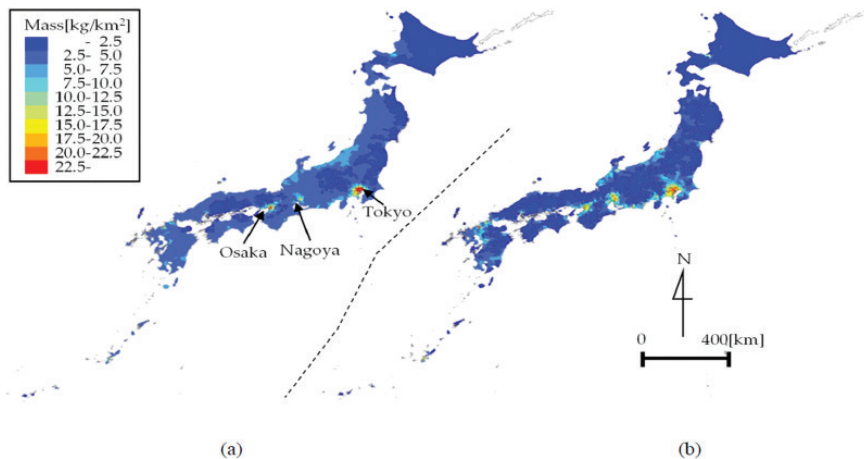 Mass[kg/km²]
- 2.5
2.5- 5.0
5.0- 7.5
7.5-10.0
10.0-12.5
12.5-15.0
15.0-17.5
17.5-20.0
20.0-22.5
22.5-
Tokyo
Osaka
Nagoya
N
0 400[km]
(a)
(b)